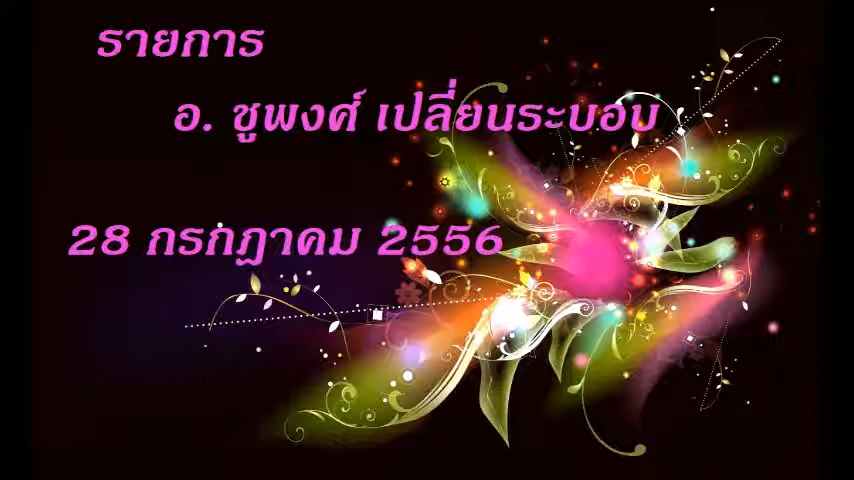 รายการ
อ. ชูพงศ์ เปลี่ยนระบอบ
28 กรกฎาคม 2556